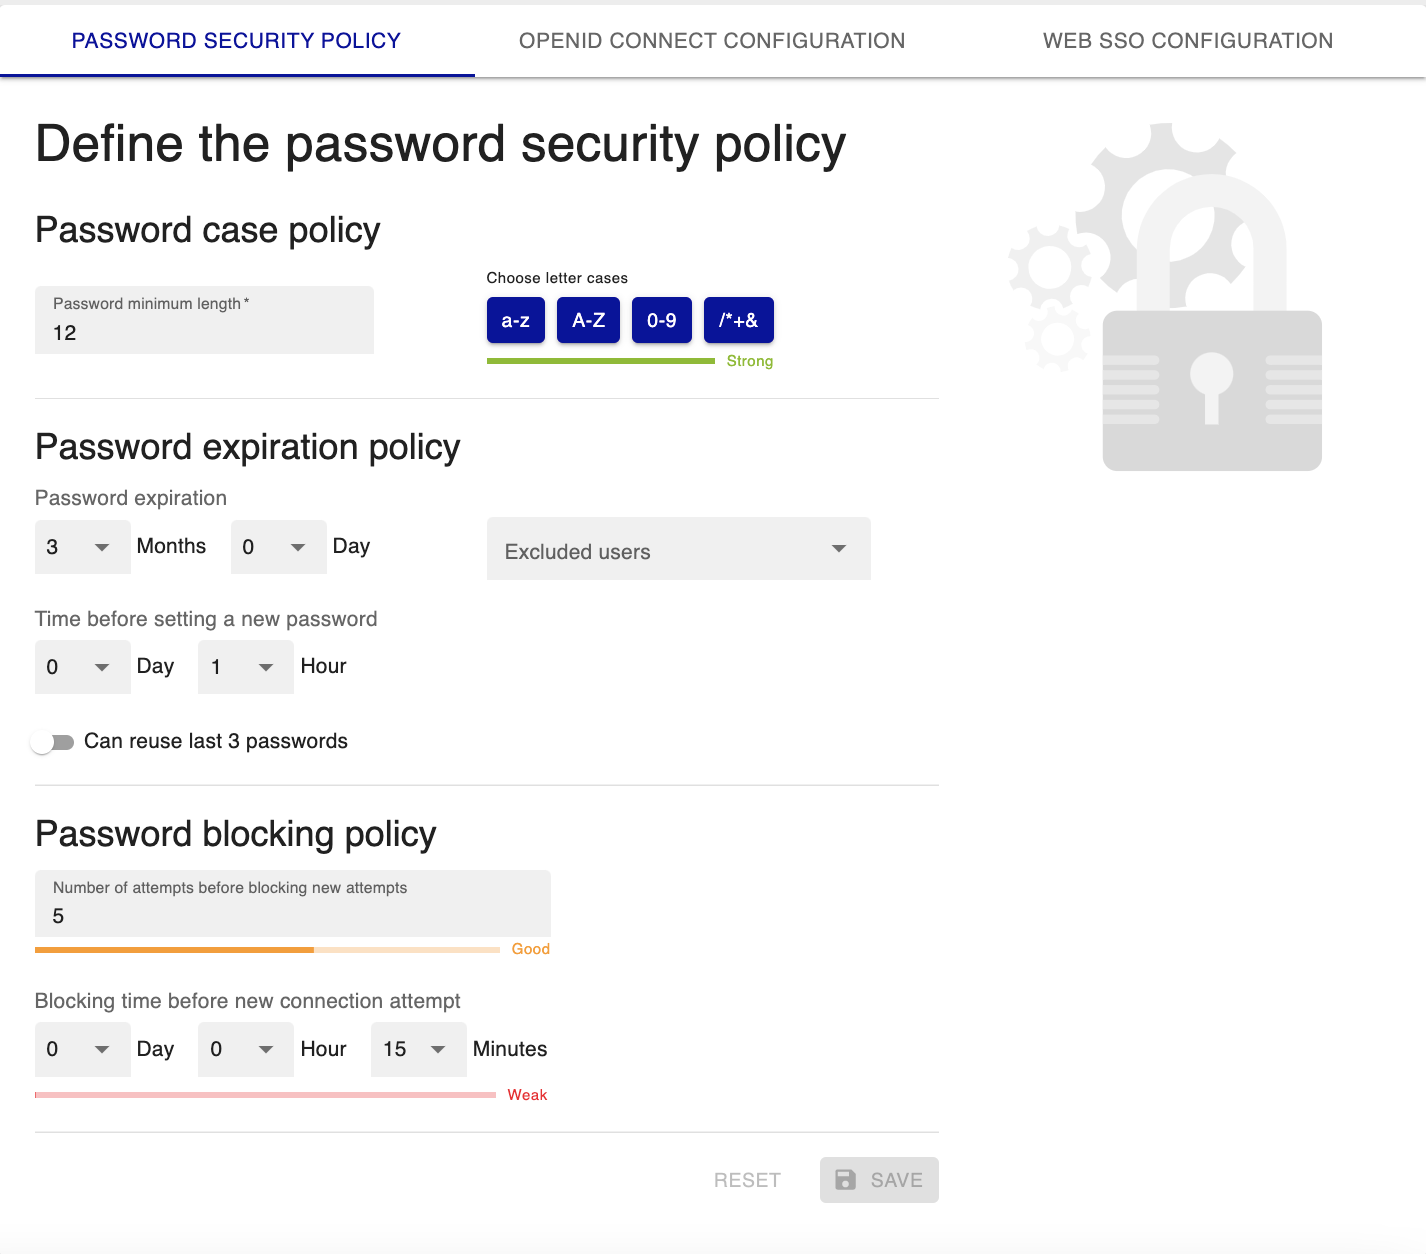 PASSWORD SECURITY POLICY
OPENID CONNECT CONFIGURATION
WEB SSO CONFIGURATION
Define the password security policy
Password case policy
Password minimum length *
12
Choose letter cases
a-z
A-Z
0-9
/*+&
Strong
Password expiration policy
Password expiration
3 Months 0 Day
Excluded users
Time before setting a new password
0 Day 1 Hour
Can reuse last 3 passwords
Password blocking policy
Number of attempts before blocking new attempts
5
Good
Blocking time before new connection attempt
0 Day 0 Hour 15 Minutes
Weak
RESET
SAVE